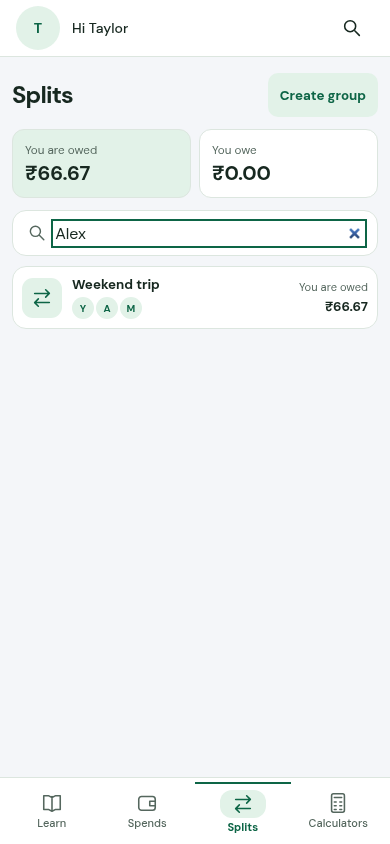 T
Hi Taylor
Splits
Create group
You are owed
₹66.67
You owe
₹0.00
Alex
Weekend trip
Y A M
You are owed
₹66.67
Learn
Spends
Splits
Calculators